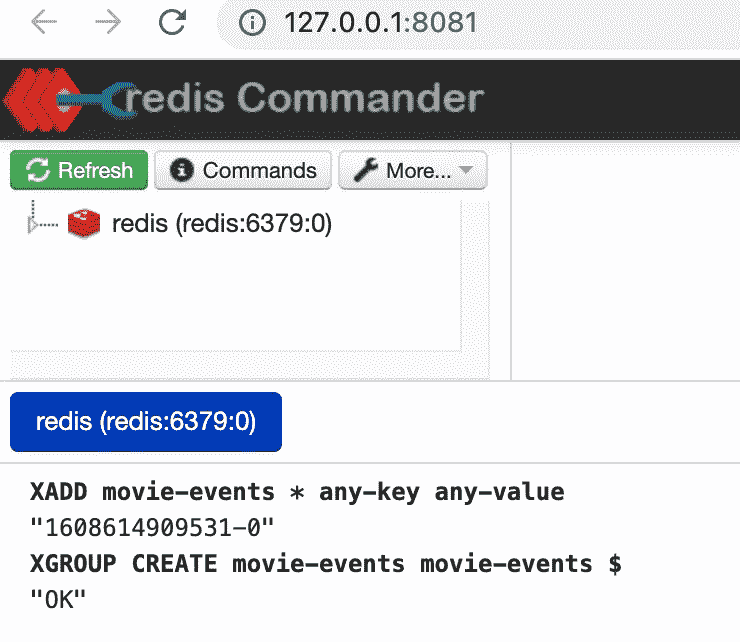 127.0.0.1:8081
redis Commander
Refresh Commands More...
redis (redis:6379:0)
redis (redis:6379:0)
XADD movie-events * any-key any-value
"1608614909531-0"
XGROUP CREATE movie-events movie-events $
"OK"